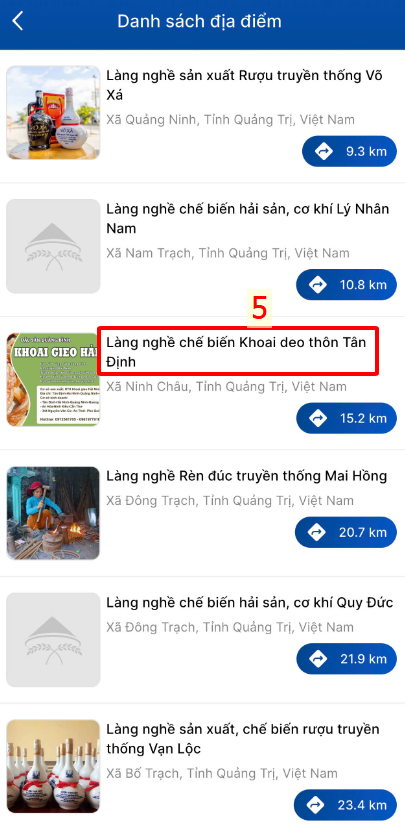 Danh sách địa điểm
Làng nghề sản xuất Rượu truyền thống Võ
Xá
Xã Quảng Ninh, Tỉnh Quảng Trị, Việt Nam
9.3 km
Làng nghề chế biến hải sản, cơ khí Lý Nhân
Nam
Xã Nam Trạch, Tỉnh Quảng Trị, Việt Nam
10.8 km
5
KHOAI GIEO
Làng nghề chế biến Khoai deo thôn Tân
Định
Xã Ninh Châu, Tỉnh Quảng Trị, Việt Nam
15.2 km
Làng nghề Rèn đúc truyền thống Mai Hồng
Xã Đông Trạch, Tỉnh Quảng Trị, Việt Nam
20.7 km
Làng nghề chế biến hải sản, cơ khí Quy Đức
Xã Đông Trạch, Tỉnh Quảng Trị, Việt Nam
21.9 km
Làng nghề sản xuất, chế biến rượu truyền
thống Vạn Lộc
Xã Bố Trạch, Tỉnh Quảng Trị, Việt Nam
23.4 km